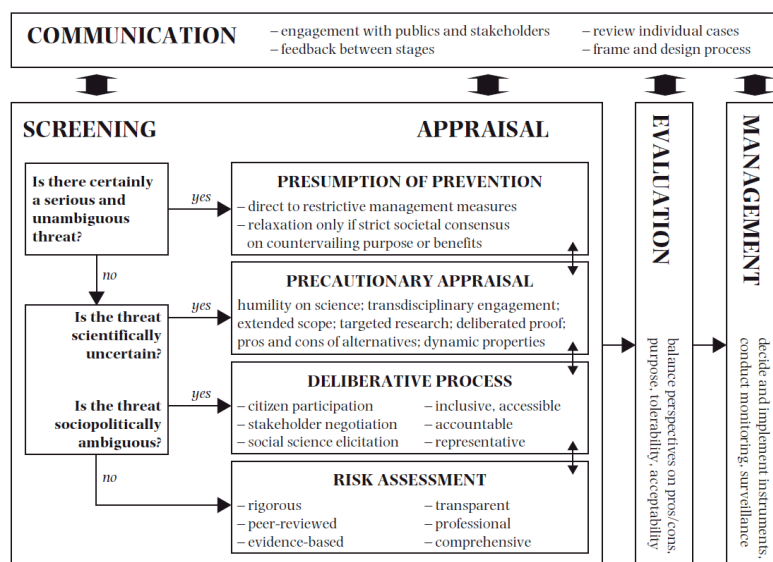 COMMUNICATION
– engagement with publics and stakeholders
– feedback between stages
– review individual cases
– frame and design process
SCREENING
APPRAISAL
Is there certainly
a serious and
unambiguous
threat?
yes
PRESUMPTION OF PREVENTION
– direct to restrictive management measures
– relaxation only if strict societal consensus
on countervailing purpose or benefits
no
Is the threat
scientifically
uncertain?
yes
PRECAUTIONARY APPRAISAL
humility on science; transdisciplinary engagement;
extended scope; targeted research; deliberated proof;
pros and cons of alternatives; dynamic properties
Is the threat
sociopolitically
ambiguous?
yes
DELIBERATIVE PROCESS
– citizen participation
– stakeholder negotiation
– social science elicitation
– inclusive, accessible
– accountable
– representative
no
RISK ASSESSMENT
– rigorous
– peer-reviewed
– evidence-based
– transparent
– professional
– comprehensive
EVALUATION
balance perspectives on pros/cons,
purpose, tolerability, acceptability
MANAGEMENT
decide and implement instruments,
conduct monitoring, surveillance